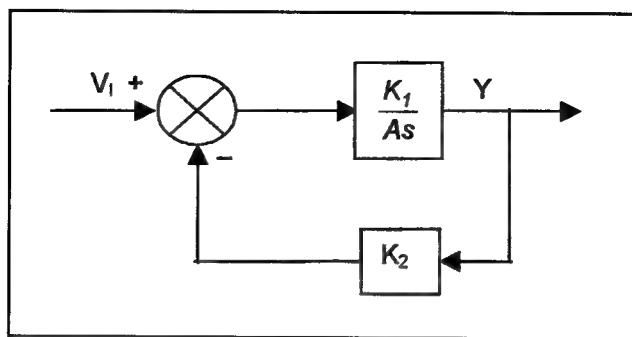 V₁ +
K₁
As
Y
–
K₂